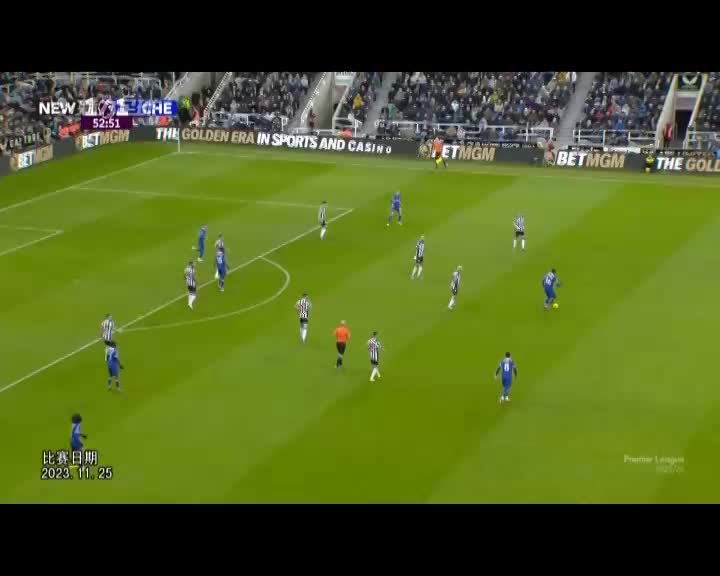 NEW 1 1 CHE
52:51
BETMGM
THE GOLDEN ERA IN SPORTS AND CASINO
BETMGM
BETMGM
THE GOLD
8
比赛日期
2023.11.25
Premier League